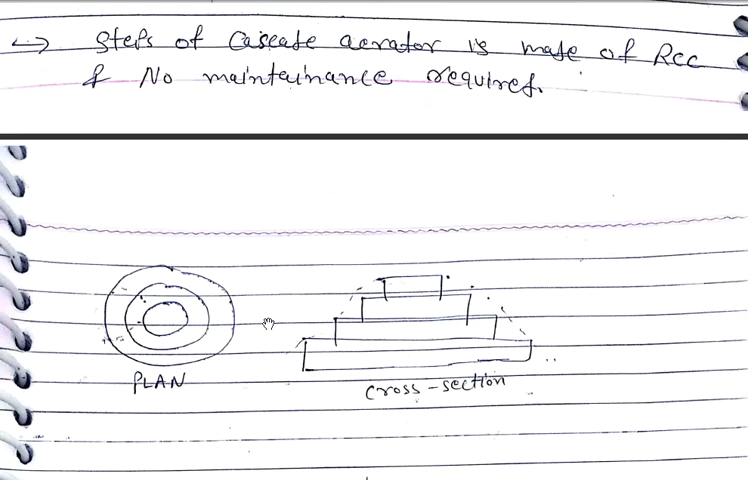 ↪ Steps of Cascade aerator is made of RCC
& No maintainance required.
PLAN
Cross-section